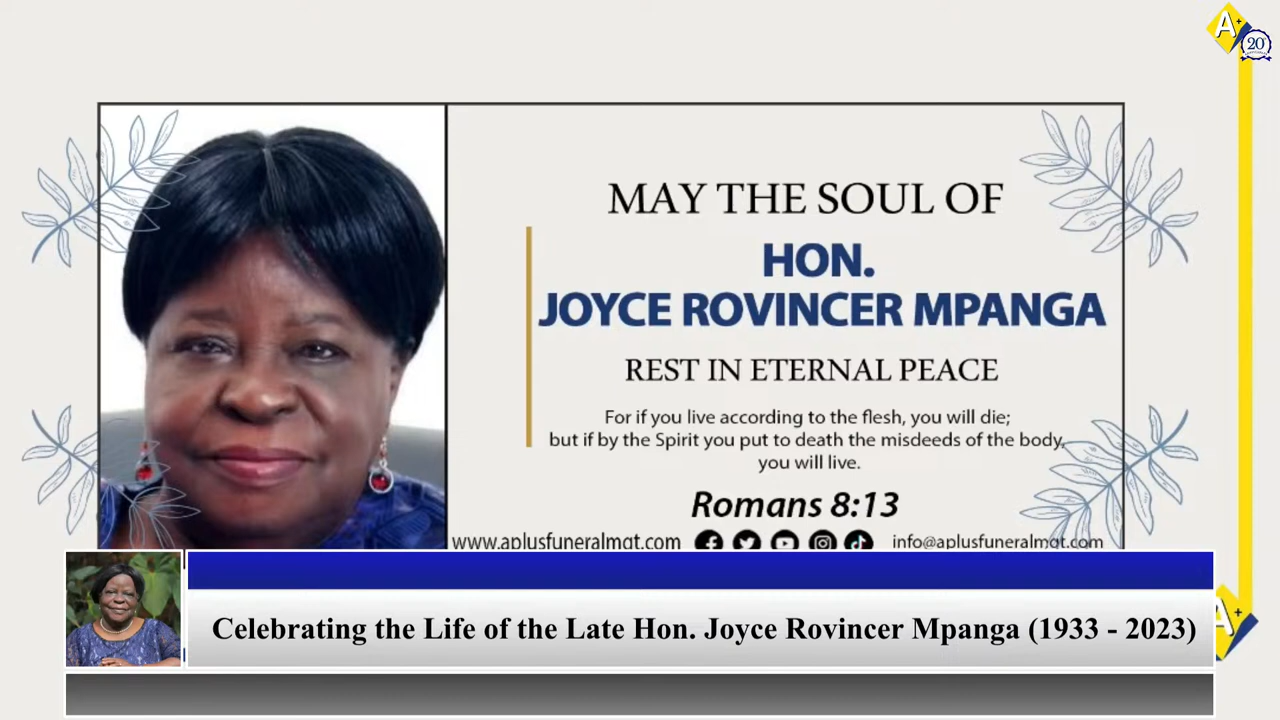 A+
20
MAY THE SOUL OF
HON.
JOYCE ROVINCER MPANGA
REST IN ETERNAL PEACE
For if you live according to the flesh, you will die;
but if by the Spirit you put to death the misdeeds of the body,
you will live.
Romans 8:13
www.aplusfuneralmgt.com info@aplusfuneralmgt.com
Celebrating the Life of the Late Hon. Joyce Rovincer Mpanga (1933 - 2023)
A+